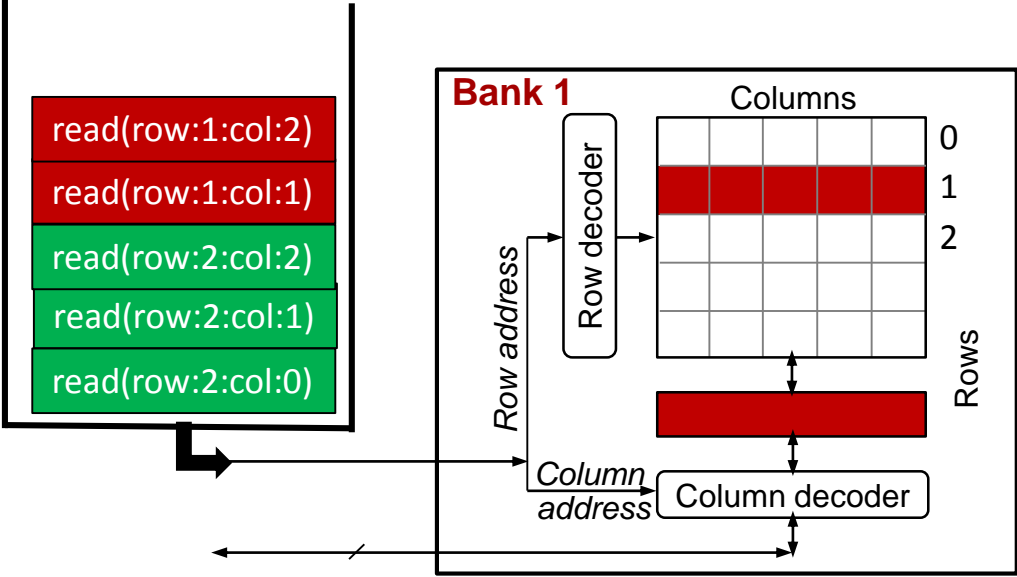 read(row:1:col:2)
read(row:1:col:1)
read(row:2:col:2)
read(row:2:col:1)
read(row:2:col:0)
Bank 1
Columns
0
1
2
Rows
Row decoder
Row address
Column
address
Column decoder